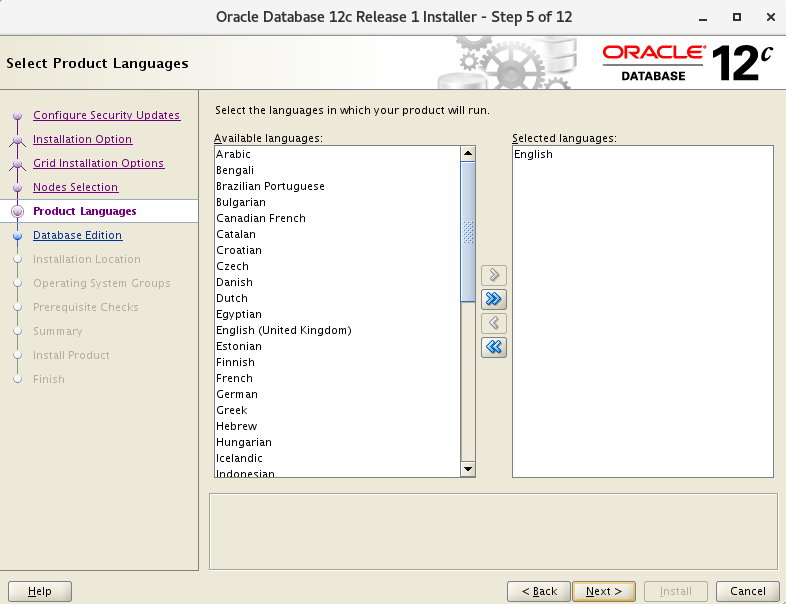 Oracle Database 12c Release 1 Installer - Step 5 of 12
Select Product Languages
ORACLE®
DATABASE
12c
Configure Security Updates
Installation Option
Grid Installation Options
Nodes Selection
Product Languages
Database Edition
Installation Location
Operating System Groups
Prerequisite Checks
Summary
Install Product
Finish
Select the languages in which your product will run.
Available languages:
Arabic
Bengali
Brazilian Portuguese
Bulgarian
Canadian French
Catalan
Croatian
Czech
Danish
Dutch
Egyptian
English (United Kingdom)
Estonian
Finnish
French
German
Greek
Hebrew
Hungarian
Icelandic
Indonesian
Selected languages:
English
Help
< Back
Next >
Install
Cancel